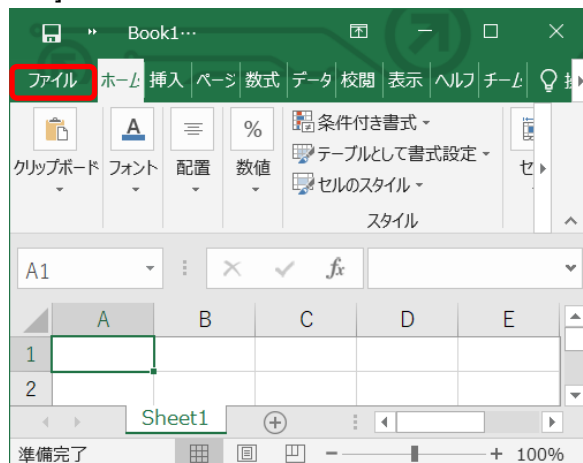 Book1…
ファイル ホーム 挿入 ページ 数式 データ 校閲 表示 ヘルプ チーム
A % 条件付き書式
テーブルとして書式設定
クリップボード フォント 配置 数値 セルのスタイル セ
スタイル
A1 fx
A B C D E
1
2
Sheet1
準備完了 100%